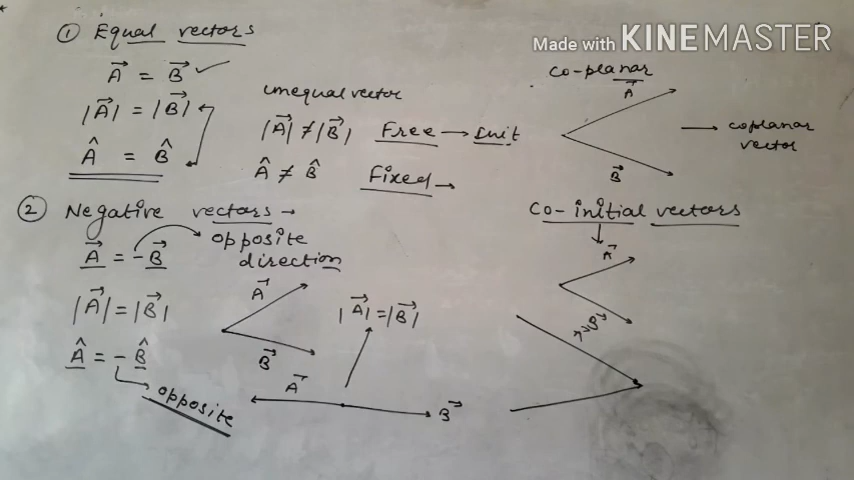 Made with KINEMASTER
① Equal vectors
A⃗ = B⃗ ✓
|A⃗| = |B⃗|
Â = B̂
unequal vector
|A⃗| ≠ |B⃗|
Â ≠ B̂
Free → Init
Fixed →
Co-planar
A⃗
B⃗
→ coplanar
vector
② Negative vectors →
A⃗ = -B⃗
opposite
direction
|A⃗| = |B⃗|
Â = - B̂
opposite
A⃗
B⃗
|A⃗| = |B⃗|
A⃗
B⃗
Co-initial vectors
A⃗
B⃗